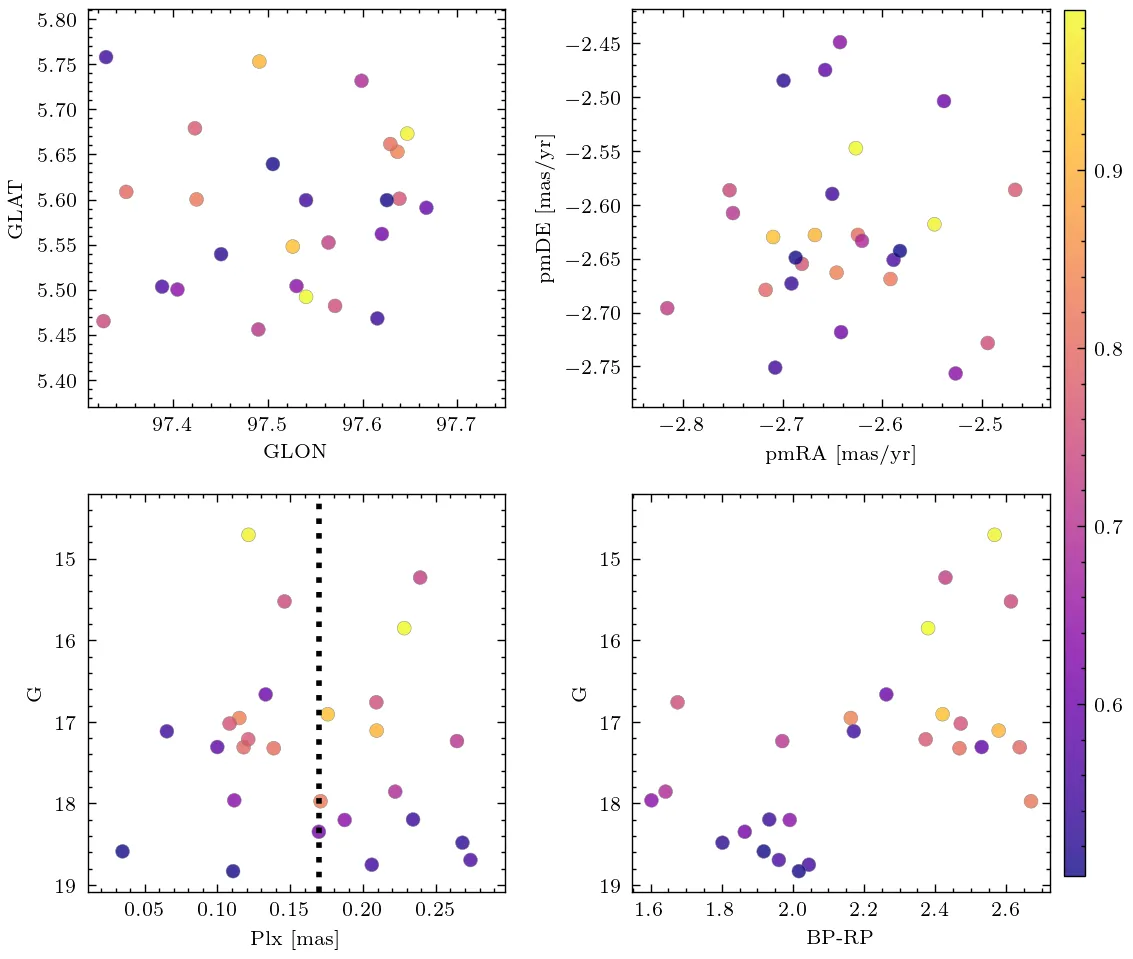 5.80
5.75
5.70
5.65
5.60
5.55
5.50
5.45
5.40
GLAT
97.4 97.5 97.6 97.7
GLON
−2.45
−2.50
−2.55
−2.60
−2.65
−2.70
−2.75
pmDE [mas/yr]
−2.8 −2.7 −2.6 −2.5
pmRA [mas/yr]
0.9
0.8
0.7
0.6
15
16
17
18
19
G
0.05 0.10 0.15 0.20 0.25
Plx [mas]
15
16
17
18
19
G
1.6 1.8 2.0 2.2 2.4 2.6
BP-RP